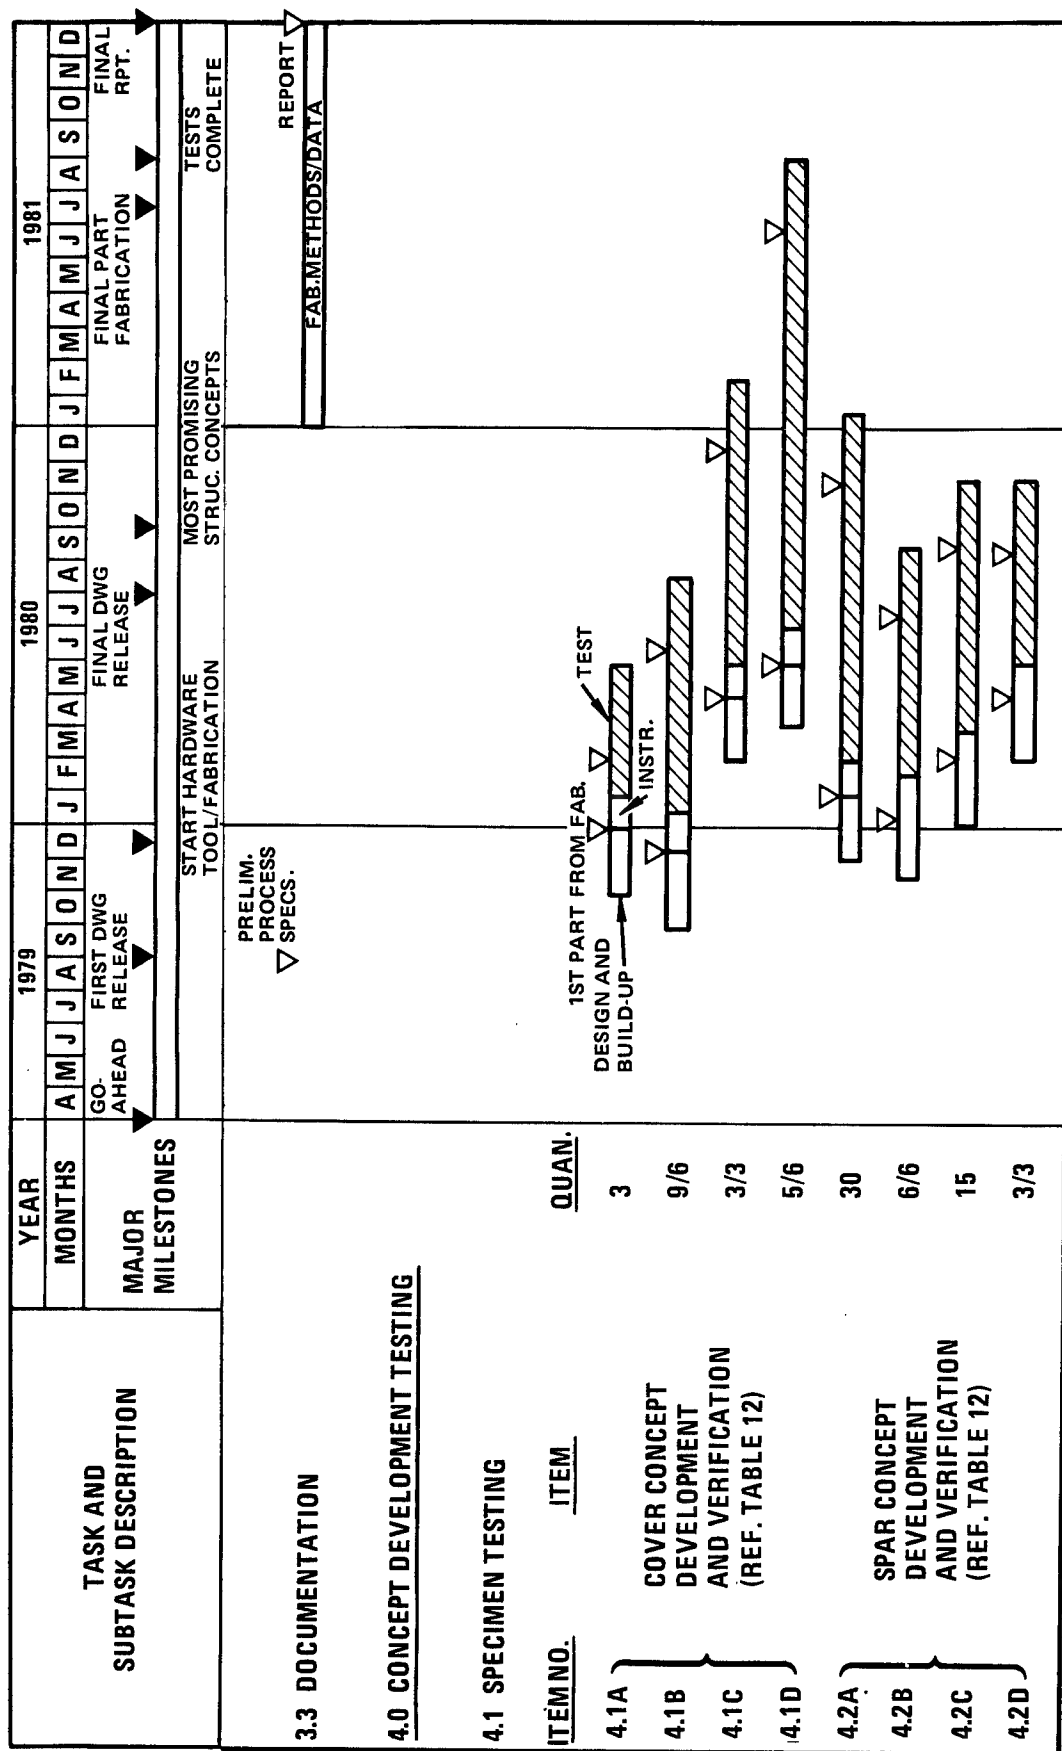 TASK AND
SUBTASK DESCRIPTION
YEAR
1979
1980
1981
MONTHS
A M J J A S O N D
J F M A M J J A S O N D
J F M A M J J A S O N D
MAJOR
MILESTONES
GO-
AHEAD
FIRST DWG
RELEASE
START HARDWARE
TOOL/FABRICATION
FINAL DWG
RELEASE
MOST PROMISING
STRUC. CONCEPTS
FINAL PART
FABRICATION
TESTS
COMPLETE
FINAL
RPT.
3.3 DOCUMENTATION
PRELIM.
PROCESS
SPECS.
REPORT
FAB.METHODS/DATA
4.0 CONCEPT DEVELOPMENT TESTING
4.1 SPECIMEN TESTING
ITEM NO.
ITEM
QUAN.
1ST PART FROM FAB.
DESIGN AND
BUILD-UP
INSTR.
TEST
4.1A
3
4.1B
9/6
4.1C
3/3
4.1D
5/6
COVER CONCEPT
DEVELOPMENT
AND VERIFICATION
(REF. TABLE 12)
4.2A
30
4.2B
6/6
4.2C
15
4.2D
3/3
SPAR CONCEPT
DEVELOPMENT
AND VERIFICATION
(REF. TABLE 12)